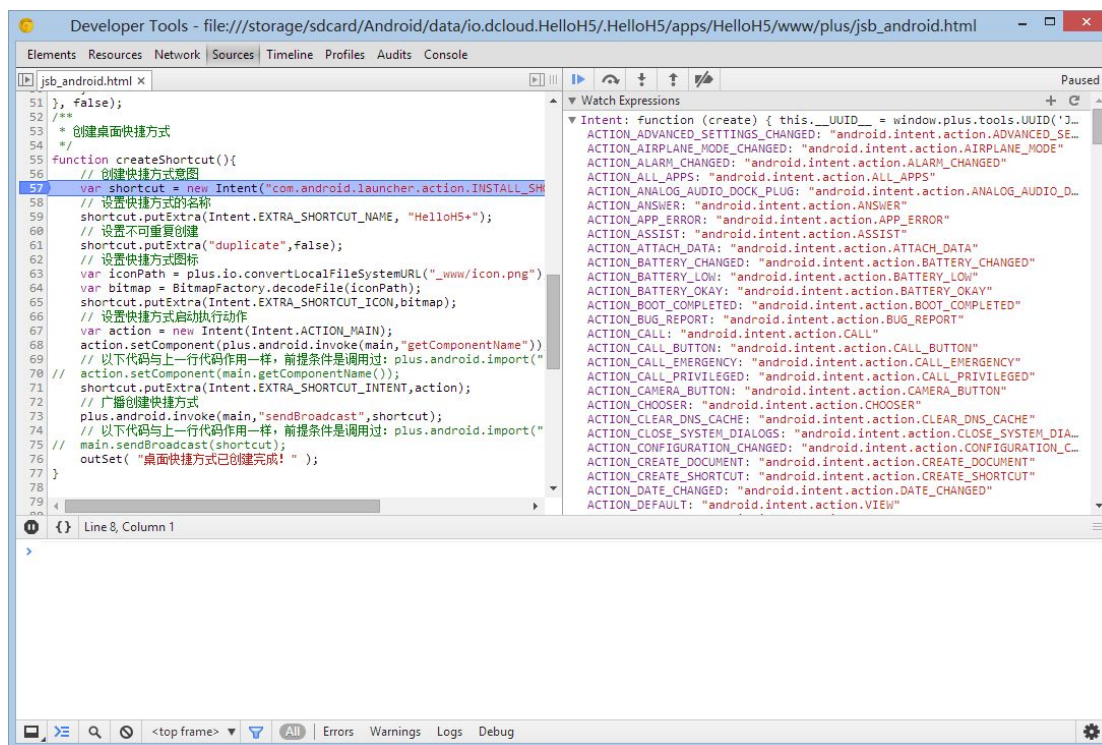 Developer Tools - file:///storage/sdcard/Android/data/io.dcloud.HelloH5/.HelloH5/apps/HelloH5/www/plus/jsb_android.html
Elements Resources Network Sources Timeline Profiles Audits Console
jsb_android.html ×
51 }, false);
52 /**
53 * 创建桌面快捷方式
54 */
55 function createShortcut(){
56 // 创建快捷方式意图
57 var shortcut = new Intent("com.android.launcher.action.INSTALL_SHO
58 // 设置快捷方式的名称
59 shortcut.putExtra(Intent.EXTRA_SHORTCUT_NAME, "HelloH5+");
60 // 设置不可重复创建
61 shortcut.putExtra("duplicate",false);
62 // 设置快捷方式图标
63 var iconPath = plus.io.convertLocalFileSystemURL("_www/icon.png")
64 var bitmap = BitmapFactory.decodeFile(iconPath);
65 shortcut.putExtra(Intent.EXTRA_SHORTCUT_ICON,bitmap);
66 // 设置快捷方式启动执行动作
67 var action = new Intent(Intent.ACTION_MAIN);
68 action.setComponent(plus.android.invoke(main,"getComponentName"))
69 // 以下代码与上一行代码作用一样，前提条件是调用过: plus.android.import("
70 // action.setComponent(main.getComponentName());
71 shortcut.putExtra(Intent.EXTRA_SHORTCUT_INTENT,action);
72 // 广播创建快捷方式
73 plus.android.invoke(main,"sendBroadcast",shortcut);
74 // 以下代码与上一行代码作用一样，前提条件是调用过: plus.android.import("
75 // main.sendBroadcast(shortcut);
76 outSet( "桌面快捷方式已创建完成！" );
77 }
78
79
Paused
Watch Expressions
Intent: function (create) { this.__UUID__ = window.plus.tools.UUID('J…
ACTION_ADVANCED_SETTINGS_CHANGED: "android.intent.action.ADVANCED_SE…
ACTION_AIRPLANE_MODE_CHANGED: "android.intent.action.AIRPLANE_MODE"
ACTION_ALARM_CHANGED: "android.intent.action.ALARM_CHANGED"
ACTION_ALL_APPS: "android.intent.action.ALL_APPS"
ACTION_ANALOG_AUDIO_DOCK_PLUG: "android.intent.action.ANALOG_AUDIO_D…
ACTION_ANSWER: "android.intent.action.ANSWER"
ACTION_APP_ERROR: "android.intent.action.APP_ERROR"
ACTION_ASSIST: "android.intent.action.ASSIST"
ACTION_ATTACH_DATA: "android.intent.action.ATTACH_DATA"
ACTION_BATTERY_CHANGED: "android.intent.action.BATTERY_CHANGED"
ACTION_BATTERY_LOW: "android.intent.action.BATTERY_LOW"
ACTION_BATTERY_OKAY: "android.intent.action.BATTERY_OKAY"
ACTION_BOOT_COMPLETED: "android.intent.action.BOOT_COMPLETED"
ACTION_BUG_REPORT: "android.intent.action.BUG_REPORT"
ACTION_CALL: "android.intent.action.CALL"
ACTION_CALL_BUTTON: "android.intent.action.CALL_BUTTON"
ACTION_CALL_EMERGENCY: "android.intent.action.CALL_EMERGENCY"
ACTION_CALL_PRIVILEGED: "android.intent.action.CALL_PRIVILEGED"
ACTION_CAMERA_BUTTON: "android.intent.action.CAMERA_BUTTON"
ACTION_CHOOSER: "android.intent.action.CHOOSER"
ACTION_CLEAR_DNS_CACHE: "android.intent.action.CLEAR_DNS_CACHE"
ACTION_CLOSE_SYSTEM_DIALOGS: "android.intent.action.CLOSE_SYSTEM_DIA…
ACTION_CONFIGURATION_CHANGED: "android.intent.action.CONFIGURATION_C…
ACTION_CREATE_DOCUMENT: "android.intent.action.CREATE_DOCUMENT"
ACTION_CREATE_SHORTCUT: "android.intent.action.CREATE_SHORTCUT"
ACTION_DATE_CHANGED: "android.intent.action.DATE_CHANGED"
ACTION_DEFAULT: "android.intent.action.VIEW"
{} Line 8, Column 1
<top frame> ▼ All Errors Warnings Logs Debug